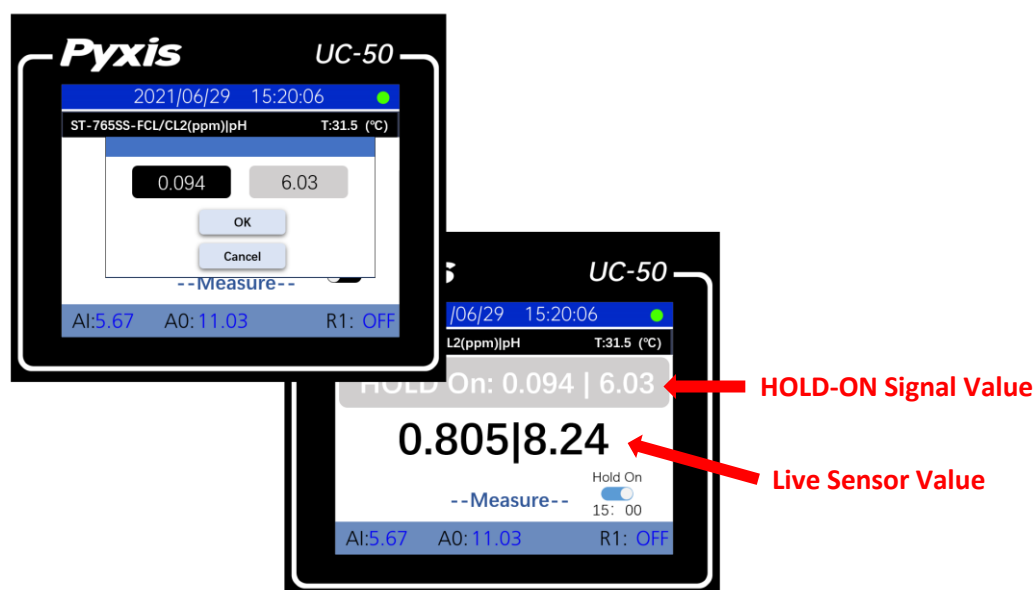 Pyxis UC-50
2021/06/29 15:20:06
ST-765SS-FCL/CL2(ppm)|pH T:31.5 (℃)
0.094 6.03
OK
Cancel
--Measure--
AI:5.67 A0:11.03 R1: OFF
UC-50
/06/29 15:20:06
L2(ppm)|pH T:31.5 (℃)
HOLD On: 0.094 | 6.03
HOLD-ON Signal Value
0.805|8.24
Live Sensor Value
Hold On
--Measure--
15: 00
AI:5.67 A0:11.03 R1: OFF